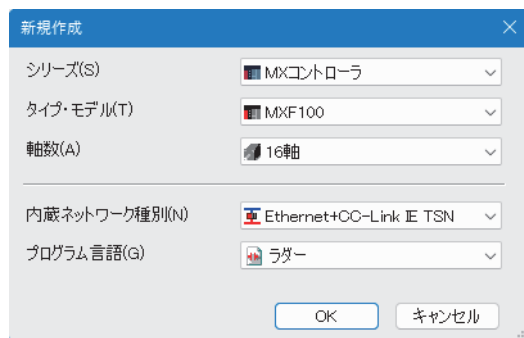 新規作成
シリーズ(S)
MXコントローラ
タイプ・モデル(T)
MXF100
軸数(A)
16軸
内蔵ネットワーク種別(N)
Ethernet+CC-Link IE TSN
プログラム言語(G)
ラダー
OK
キャンセル